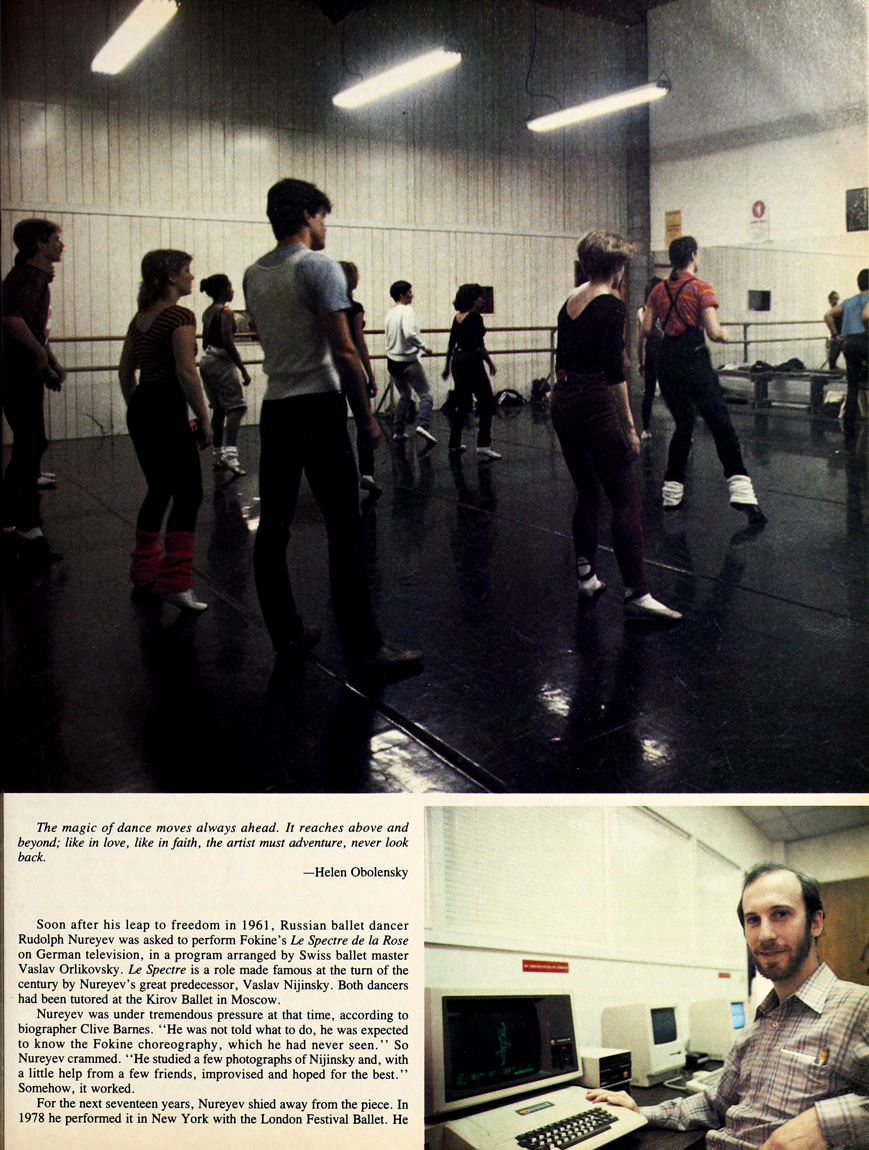 The magic of dance moves always ahead. It reaches above and
beyond; like in love, like in faith, the artist must adventure, never look
back.
—Helen Obolensky
Soon after his leap to freedom in 1961, Russian ballet dancer
Rudolph Nureyev was asked to perform Fokine's Le Spectre de la Rose
on German television, in a program arranged by Swiss ballet master
Vaslav Orlikovsky. Le Spectre is a role made famous at the turn of the
century by Nureyev's great predecessor, Vaslav Nijinsky. Both dancers
had been tutored at the Kirov Ballet in Moscow.
Nureyev was under tremendous pressure at that time, according to
biographer Clive Barnes. ‘‘He was not told what to do, he was expected
to know the Fokine choreography, which he had never seen.’’ So
Nureyev crammed. ‘‘He studied a few photographs of Nijinsky and, with
a little help from a few friends, improvised and hoped for the best.’’
Somehow, it worked.
For the next seventeen years, Nureyev shied away from the piece. In
1978 he performed it in New York with the London Festival Ballet. He